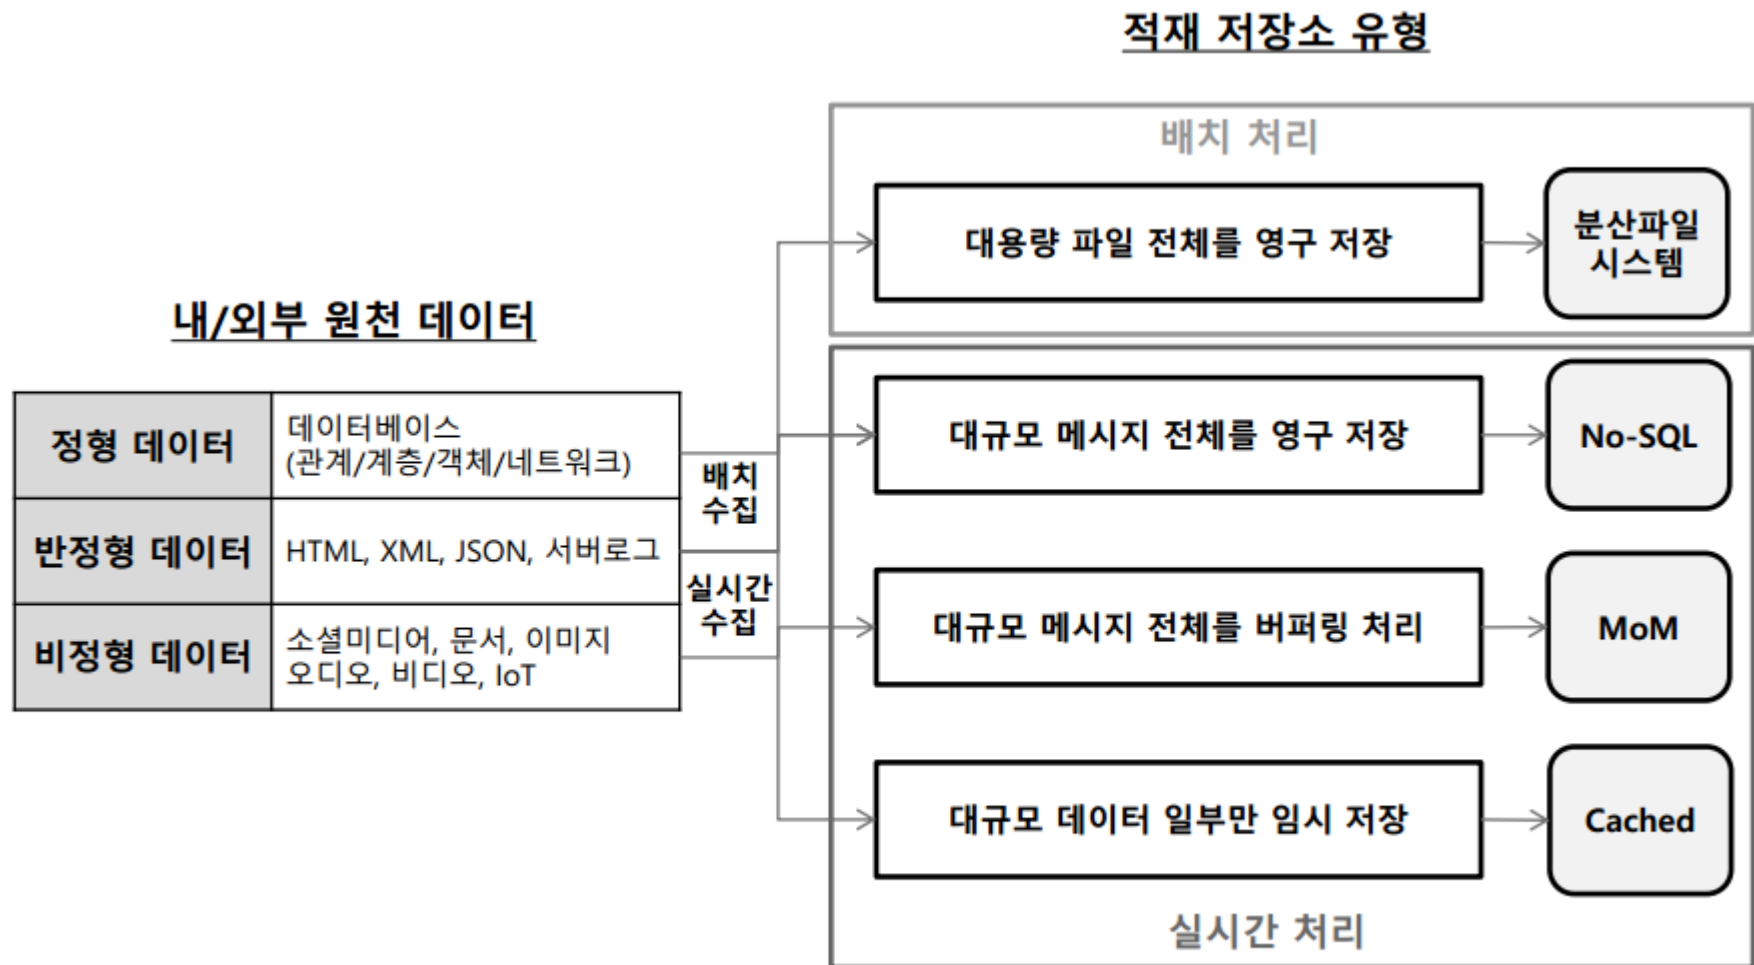 적재 저장소 유형
배치 처리
대용량 파일 전체를 영구 저장
분산파일
시스템
내/외부 원천 데이터
정형 데이터
데이터베이스
(관계/계층/객체/네트워크)
반정형 데이터
HTML, XML, JSON, 서버로그
비정형 데이터
소셜미디어, 문서, 이미지
오디오, 비디오, IoT
배치
수집
실시간
수집
대규모 메시지 전체를 영구 저장
No-SQL
대규모 메시지 전체를 버퍼링 처리
MoM
대규모 데이터 일부만 임시 저장
Cached
실시간 처리